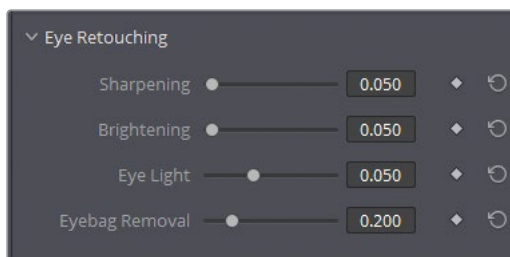 Eye Retouching
Sharpening 0.050
Brightening 0.050
Eye Light 0.050
Eyebag Removal 0.200